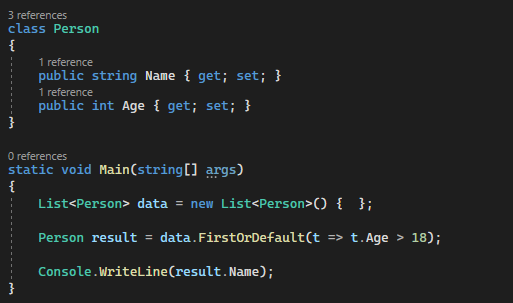 3 references
class Person
{
1 reference
public string Name { get; set; }
1 reference
public int Age { get; set; }
}
0 references
static void Main(string[] args)
{
List<Person> data = new List<Person>() {  };
Person result = data.FirstOrDefault(t => t.Age > 18);
Console.WriteLine(result.Name);
}